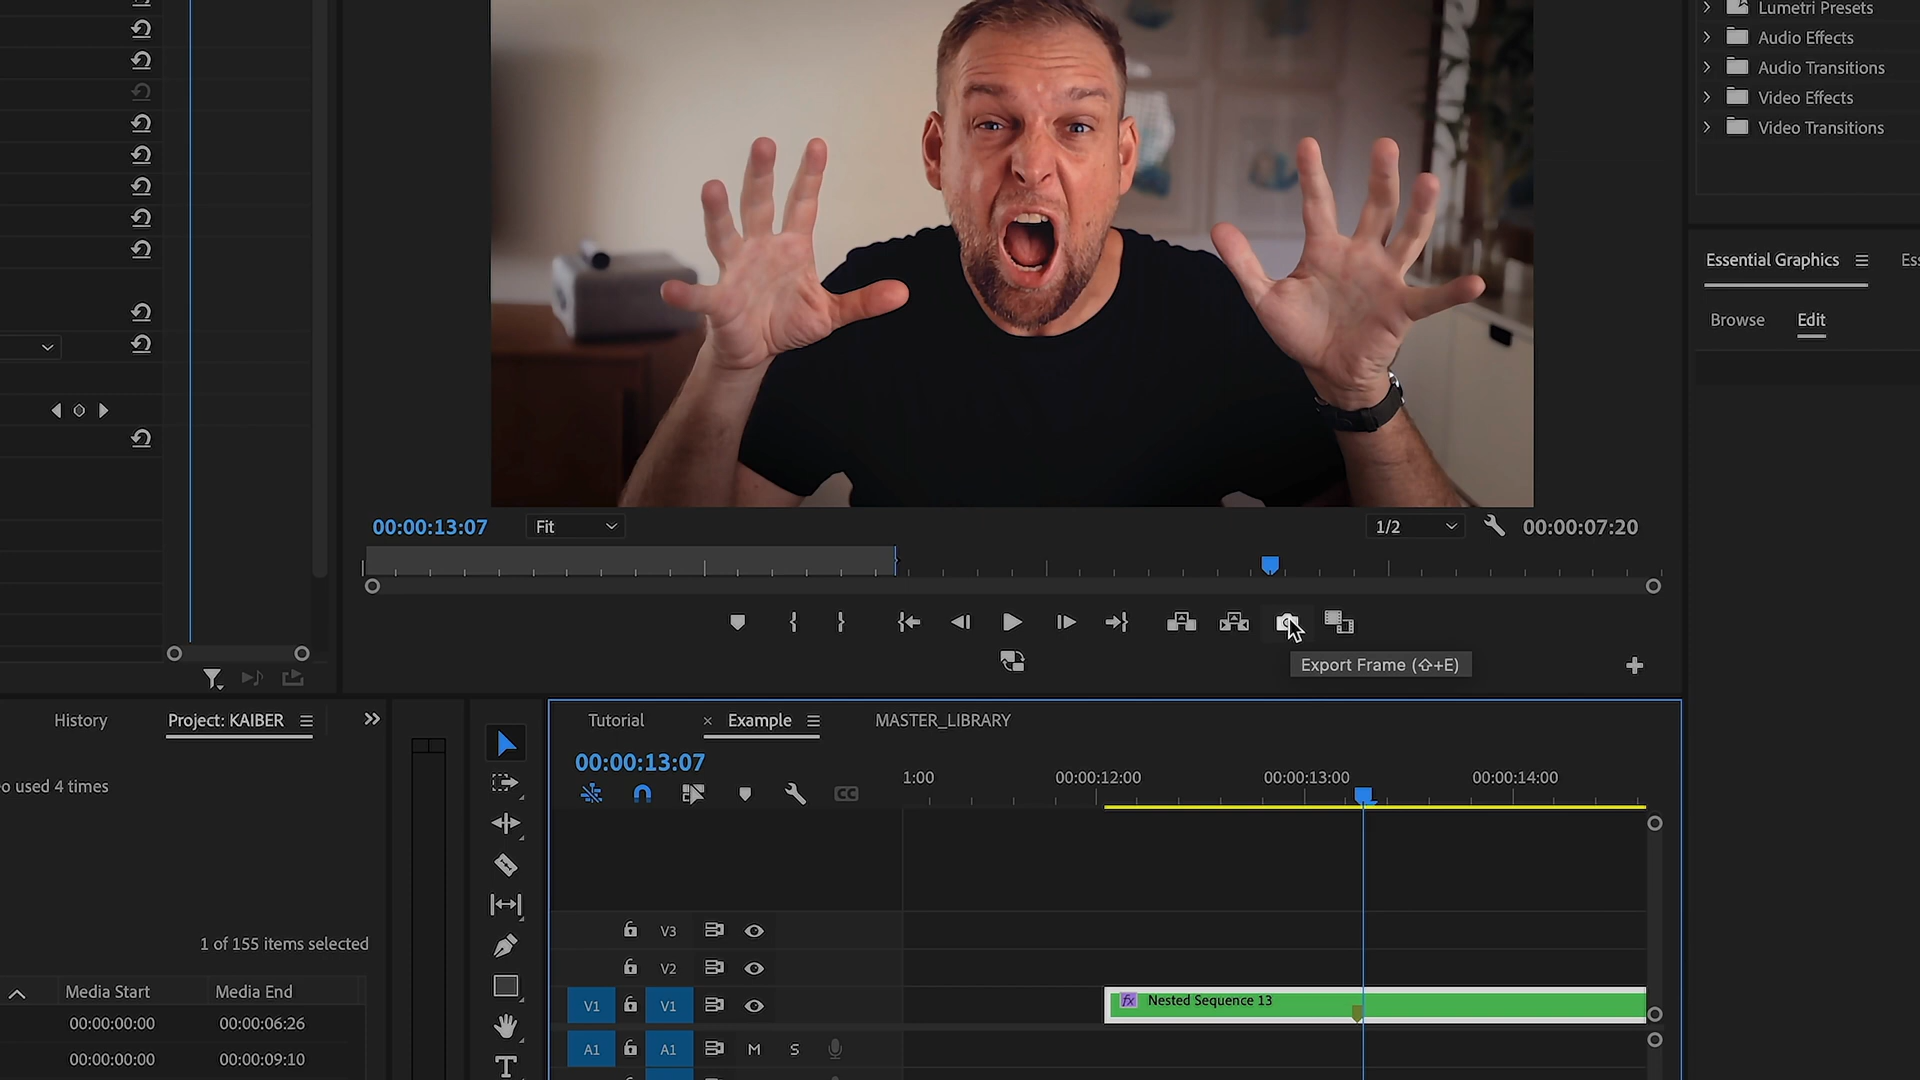 Lumetri Presets
Audio Effects
Audio Transitions
Video Effects
Video Transitions
Essential Graphics
Browse
Edit
00:00:13:07
Fit
1/2
00:00:07:20
Export Frame (⇧+E)
History
Project: KAIBER
o used 4 times
1 of 155 items selected
Media Start
Media End
00:00:00:00
00:00:06:26
00:00:00:00
00:00:09:10
Tutorial
× Example
MASTER_LIBRARY
00:00:13:07
1:00
00:00:12:00
00:00:13:00
00:00:14:00
CC
V3
V2
V1
V1
fx Nested Sequence 13
A1
A1
M
S